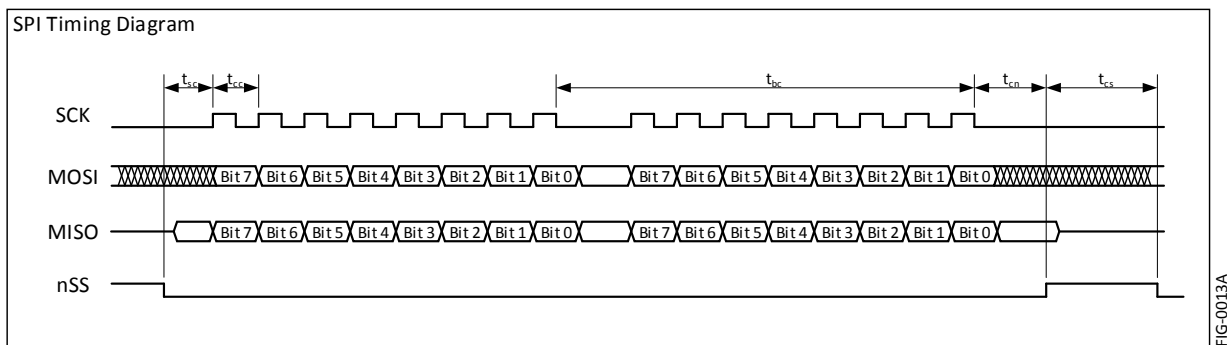 SPI Timing Diagram
tsc tcc tbc tcn tcs
SCK
MOSI Bit 7 Bit 6 Bit 5 Bit 4 Bit 3 Bit 2 Bit 1 Bit 0 Bit 7 Bit 6 Bit 5 Bit 4 Bit 3 Bit 2 Bit 1 Bit 0
MISO Bit 7 Bit 6 Bit 5 Bit 4 Bit 3 Bit 2 Bit 1 Bit 0 Bit 7 Bit 6 Bit 5 Bit 4 Bit 3 Bit 2 Bit 1 Bit 0
nSS
FIG-0013A